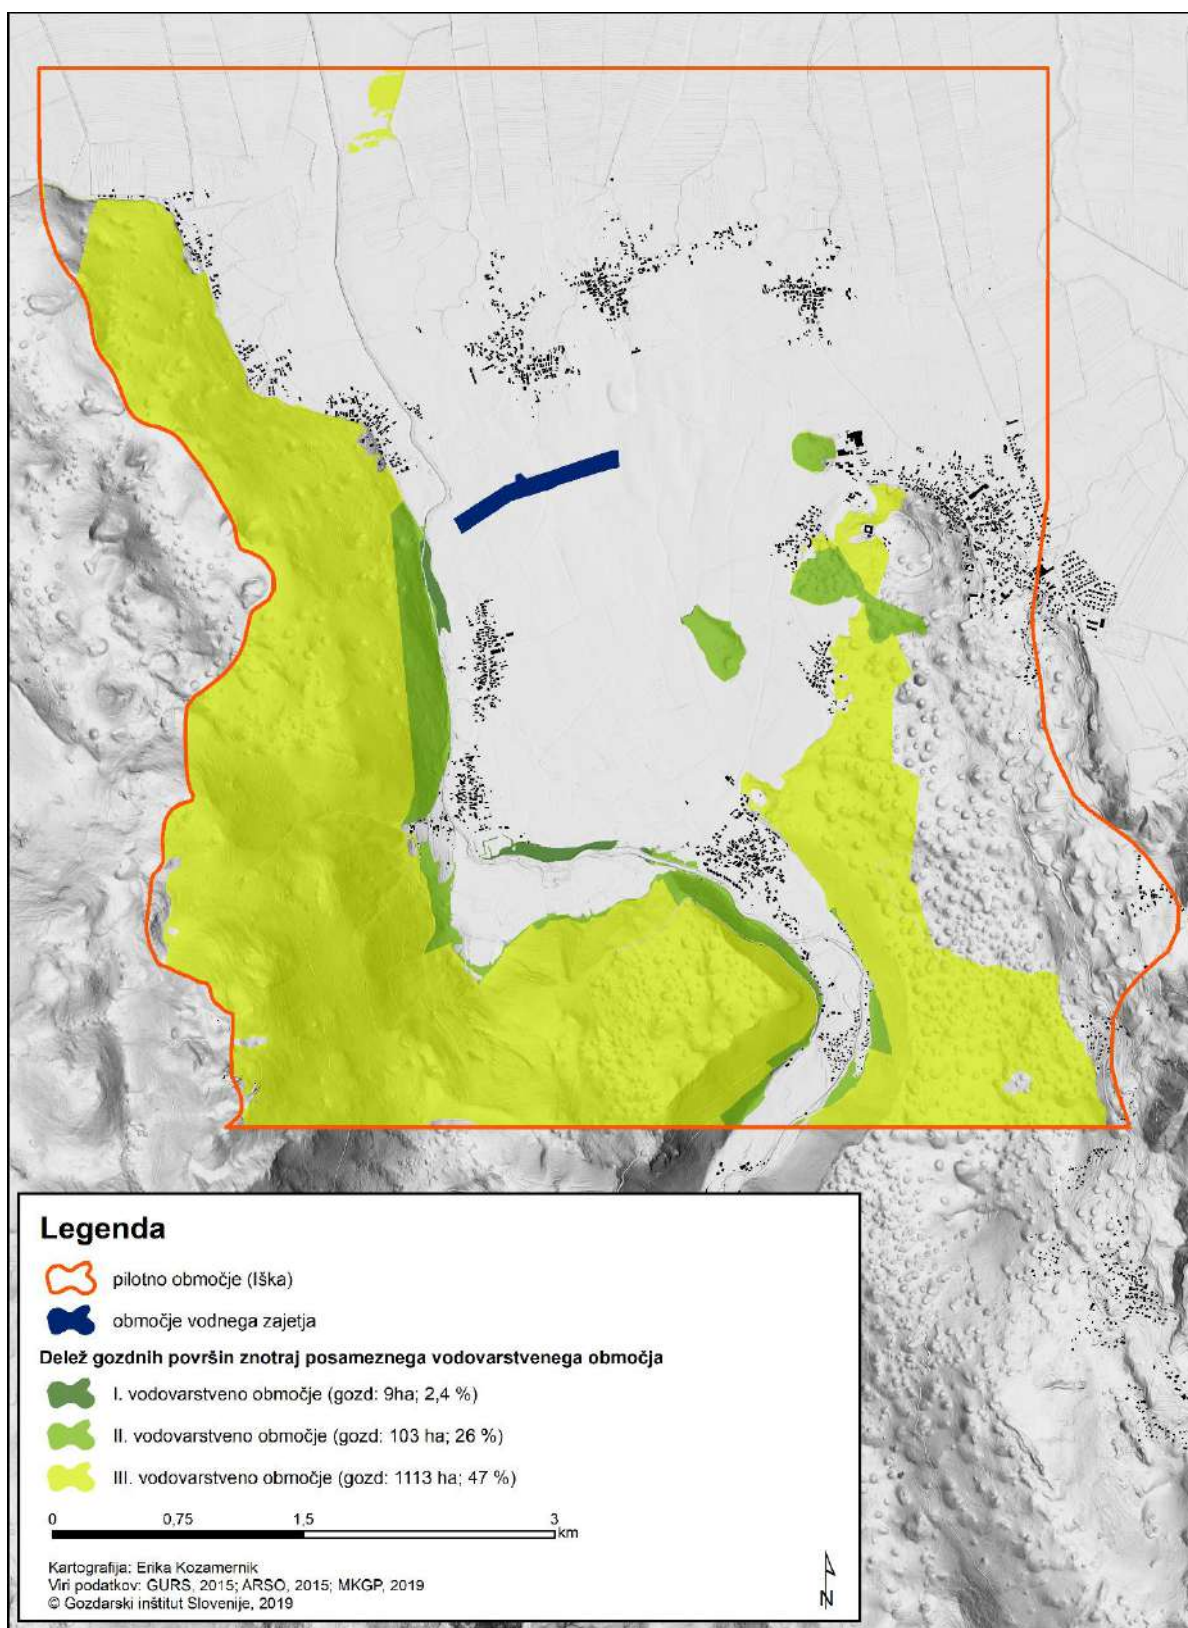 Legenda
pilotno območje (Iška)
območje vodnega zajetja
Delež gozdnih površin znotraj posameznega vodovarstvenega območja
I. vodovarstveno območje (gozd: 9ha; 2,4 %)
II. vodovarstveno območje (gozd: 103 ha; 26 %)
III. vodovarstveno območje (gozd: 1113 ha; 47 %)
0 0,75 1,5 3
km
Kartografija: Erika Kozamernik
Viri podatkov: GURS, 2015; ARSO, 2015; MKGP, 2019
© Gozdarski inštitut Slovenije, 2019
N